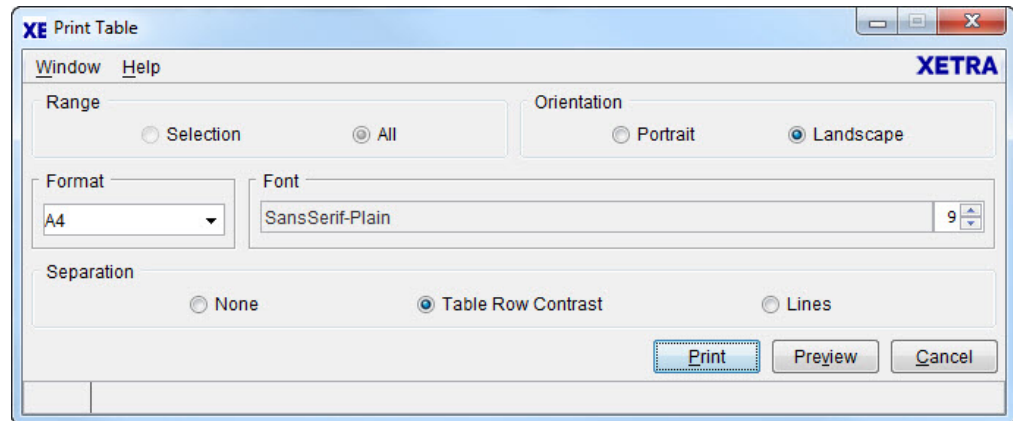 XE Print Table
Window Help XETRA
Range Orientation
Selection All Portrait Landscape
Format Font
A4 SansSerif-Plain 9
Separation
None Table Row Contrast Lines
Print Preview Cancel